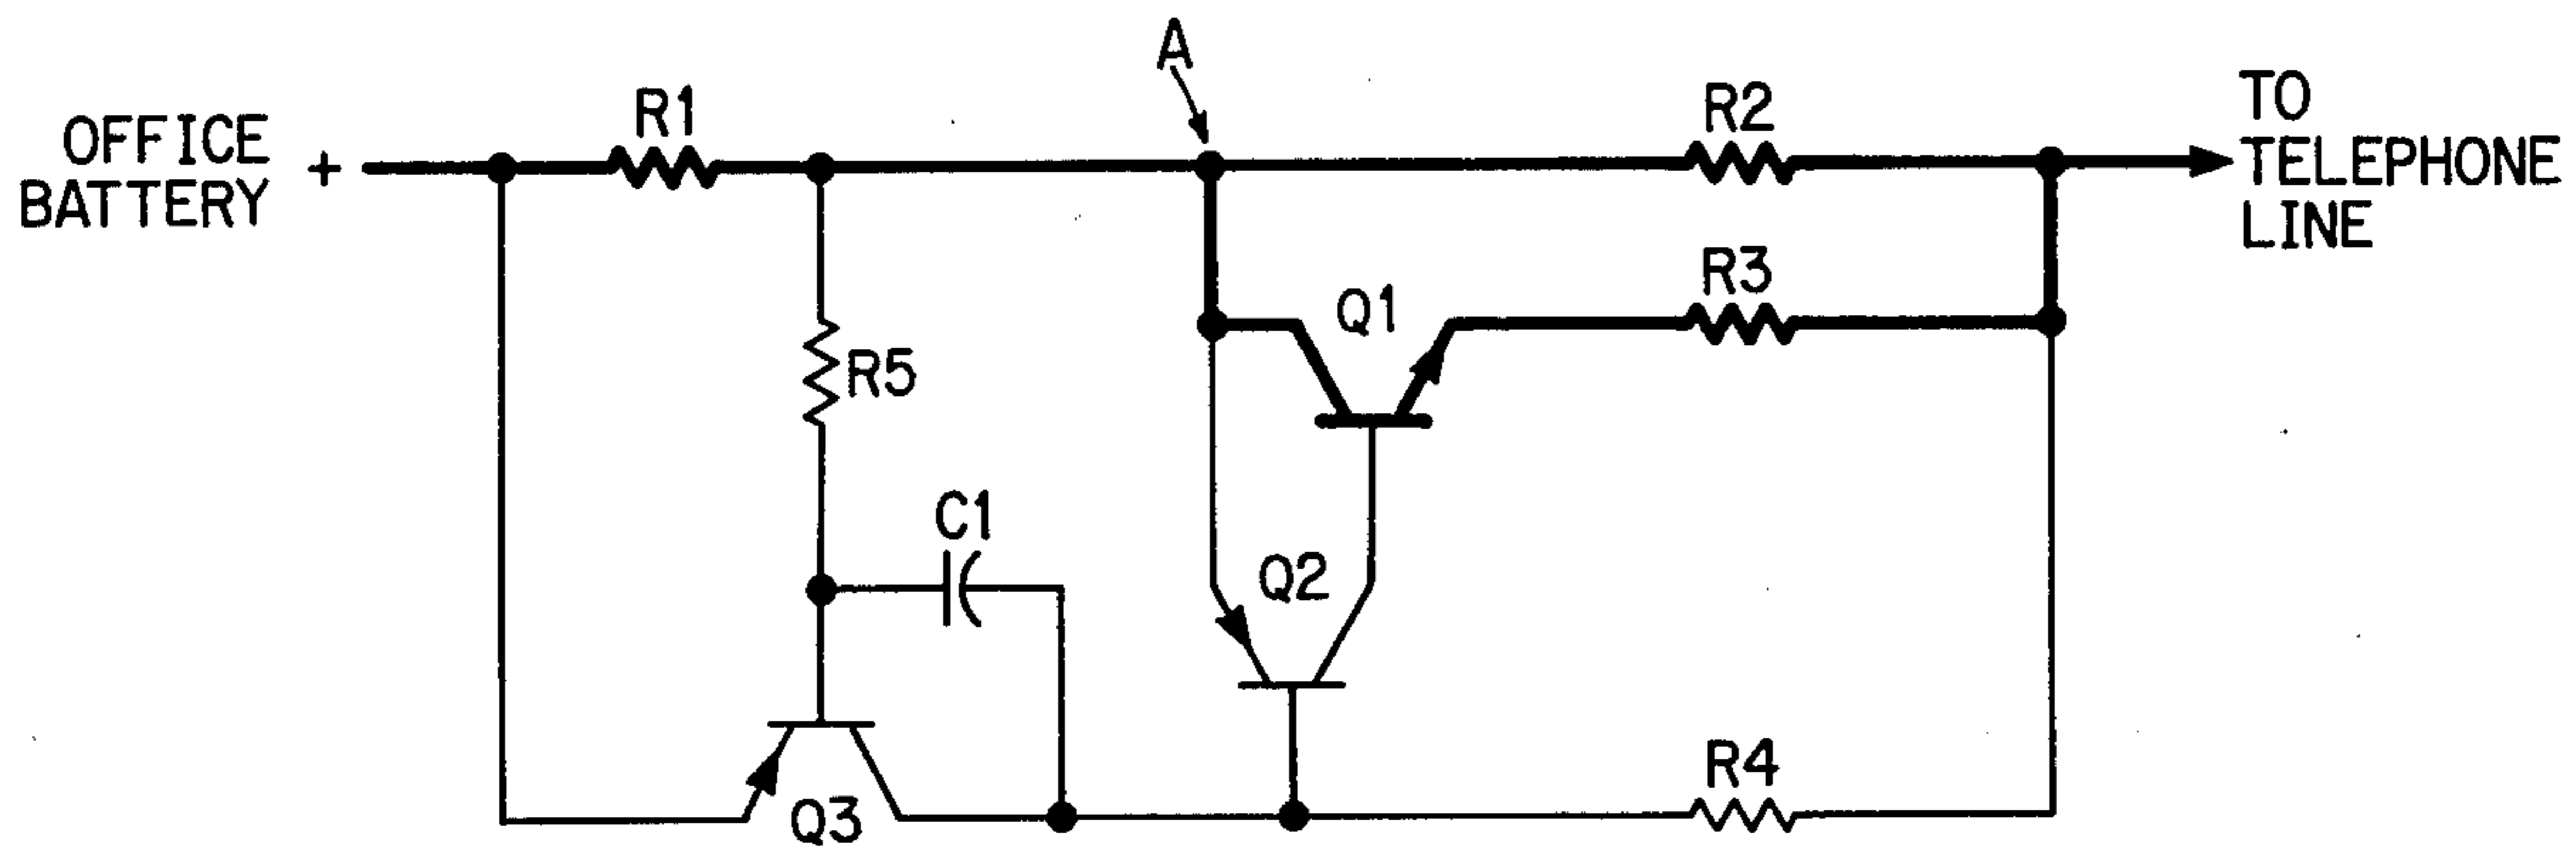 A
OFFICE
BATTERY
+
R1
R2
TO
TELEPHONE
LINE
Q1
R3
R5
C1
Q2
Q3
R4